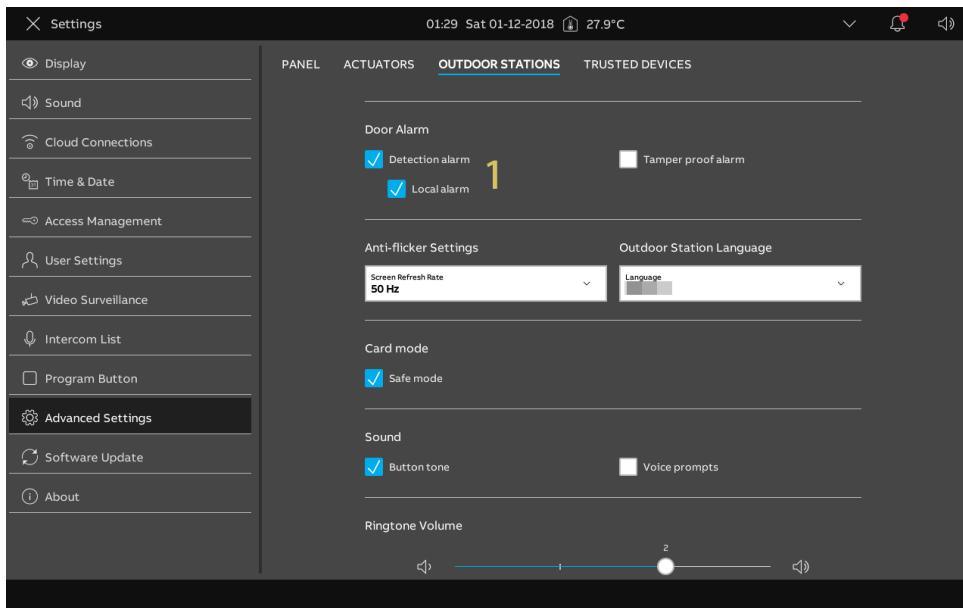 Settings
01:29 Sat 01-12-2018 27.9°C
Display
Sound
Cloud Connections
Time & Date
Access Management
User Settings
Video Surveillance
Intercom List
Program Button
Advanced Settings
Software Update
About
PANEL ACTUATORS OUTDOOR STATIONS TRUSTED DEVICES
Door Alarm
Detection alarm
Tamper proof alarm
Local alarm
1
Anti-flicker Settings
Outdoor Station Language
Screen Refresh Rate
50 Hz
Language
Card mode
Safe mode
Sound
Button tone
Voice prompts
Ringtone Volume
2